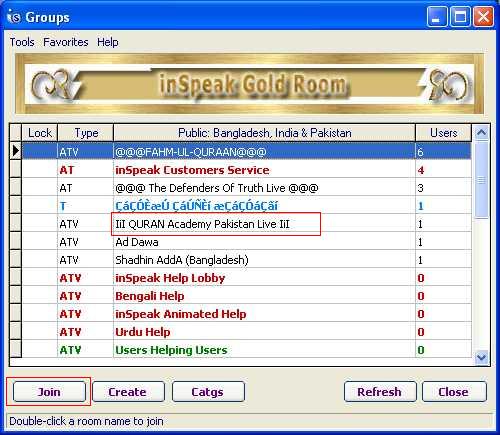 Groups
Tools Favorites Help
inSpeak Gold Room
Lock Type Public: Bangladesh, India & Pakistan Users
ATV @@@FAHM-UL-QURAAN@@@ 6
AT inSpeak Customers Service 4
AT @@@ The Defenders Of Truth Live @@@ 3
T ÇáÇÓÈæÚ ÇáÚÑÈí æÇáÇÓáÇãí 1
ATV IiI QURAN Academy Pakistan Live IiI 1
ATV Ad Dawa 1
ATV Shadhin AddA (Bangladesh) 1
ATV inSpeak Help Lobby 0
ATV Bengali Help 0
ATV inSpeak Animated Help 0
ATV Urdu Help 0
ATV Users Helping Users 0
Join Create Catgs Refresh Close
Double-click a room name to join